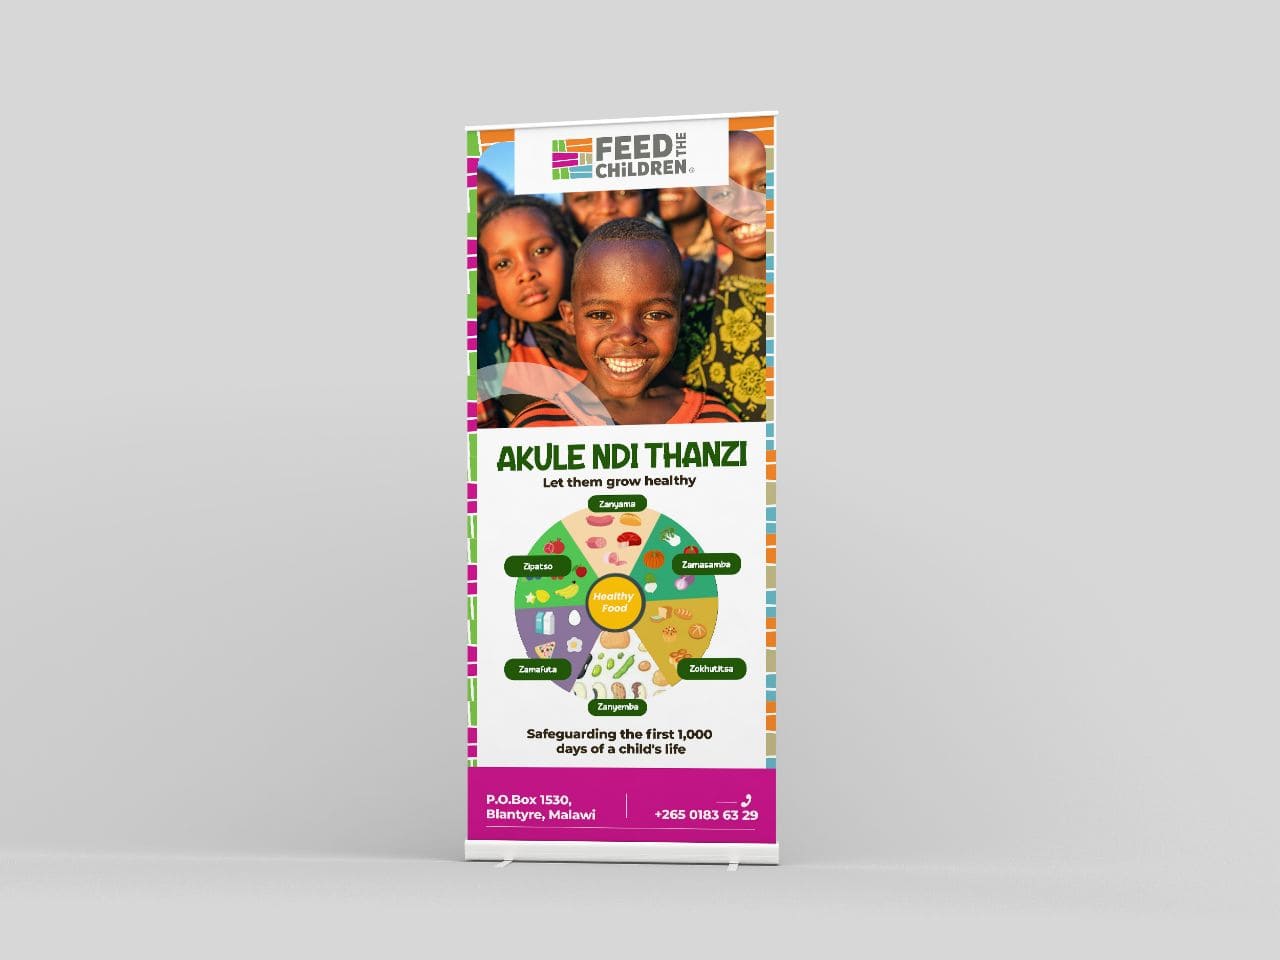 FEED THE
CHiLDREN
AKULE NDI THANZI
Let them grow healthy
Zanyama
Zipatso
Zamasamba
Healthy
Food
Zamafuta
Zokhutitsa
Zanyemba
Safeguarding the first 1,000
days of a child's life
P.O.Box 1530,
Blantyre, Malawi
+265 0183 63 29